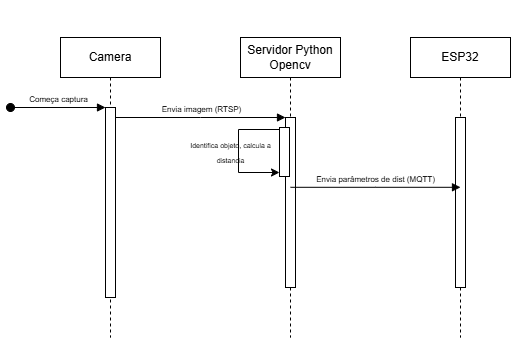 Camera
Servidor Python
Opencv
ESP32
Começa captura
Envia imagem (RTSP)
Identifica objeto, calcula a
distancia
Envia parâmetros de dist (MQTT)